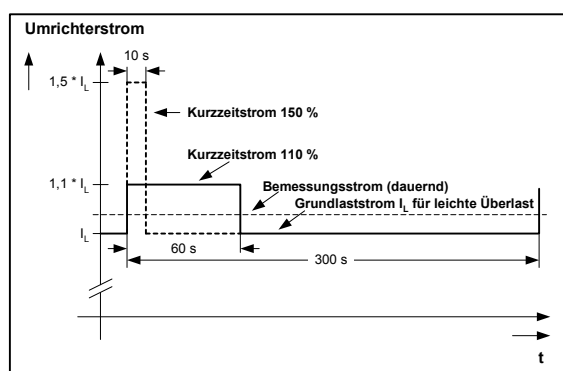 Umrichterstrom
10 s
1,5 * I_L
Kurzzeitstrom 150 %
Kurzzeitstrom 110 %
1,1 * I_L
Bemessungsstrom (dauernd)
Grundlaststrom I_L für leichte Überlast
I_L
60 s
300 s
t